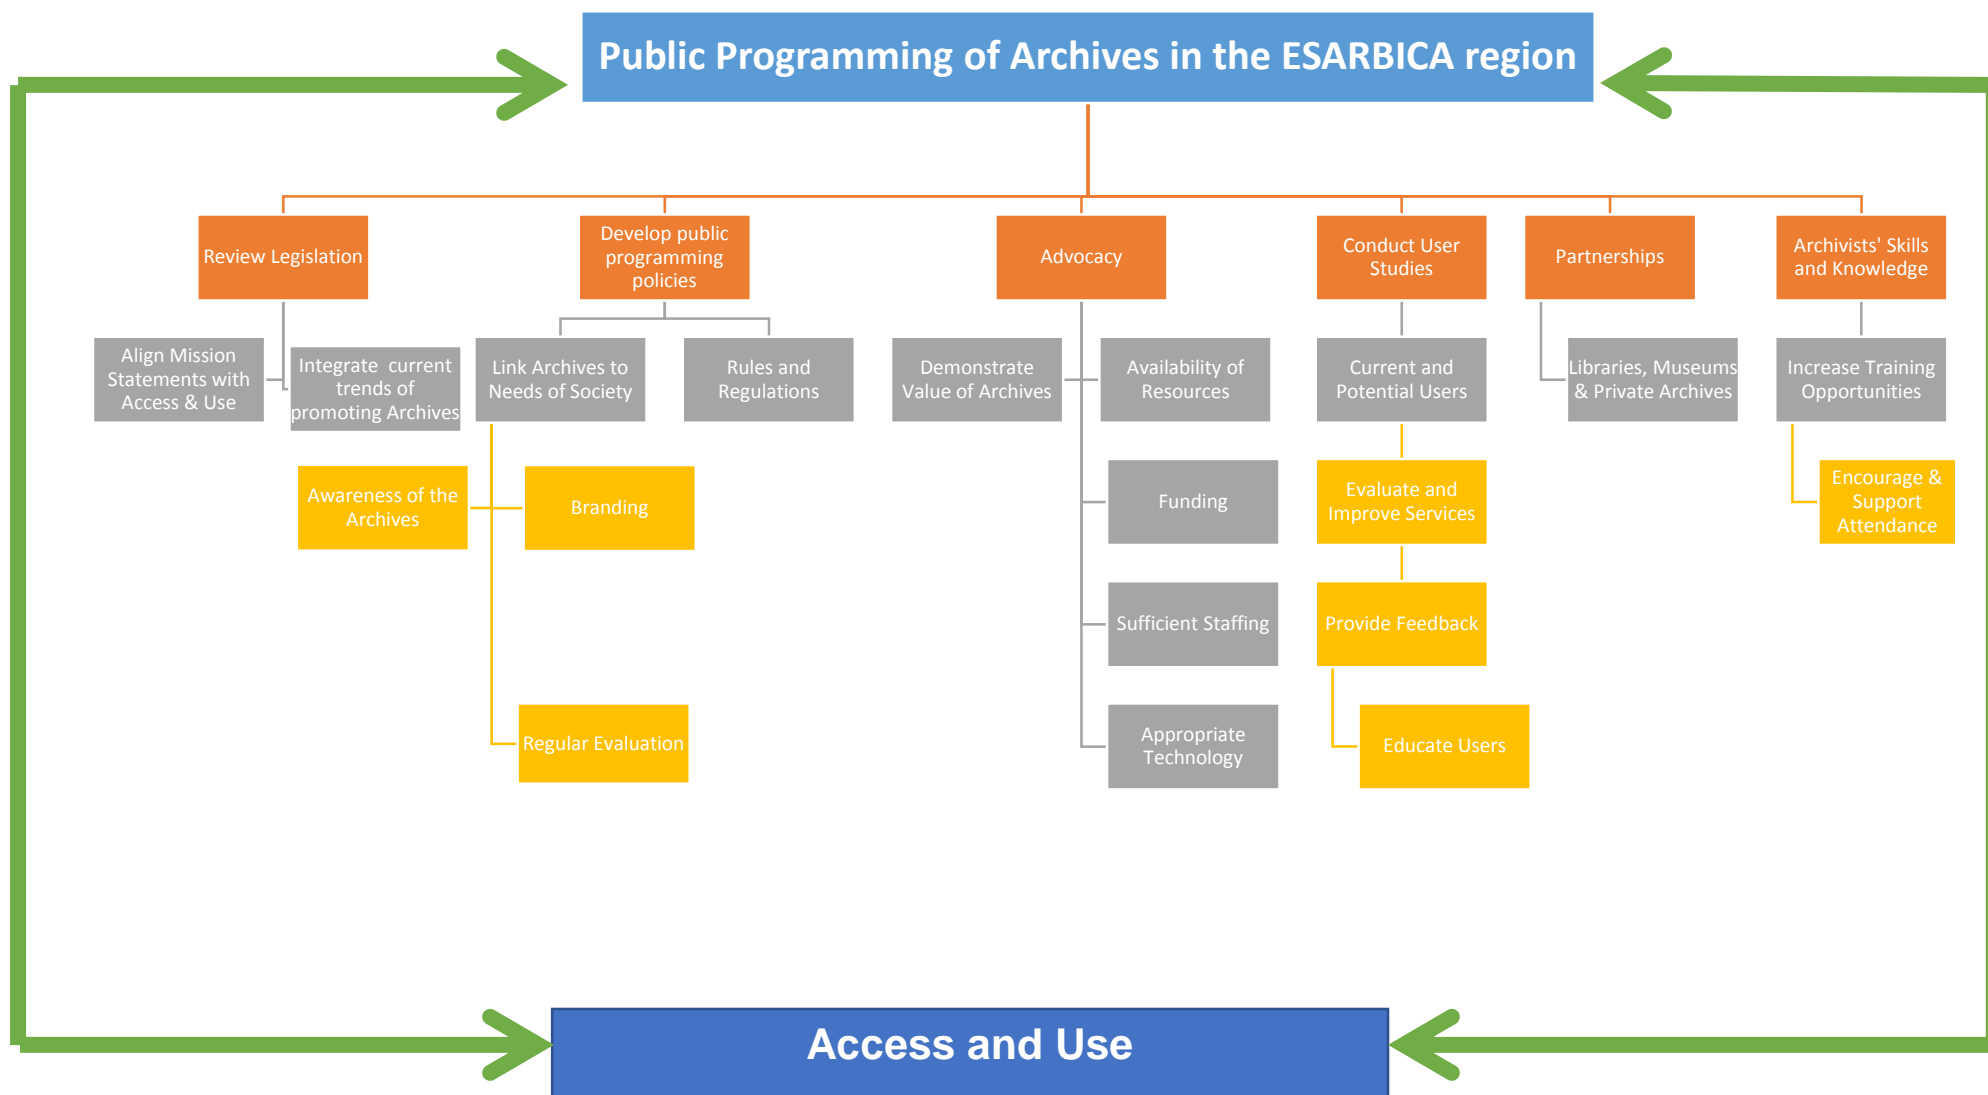 Public Programming of Archives in the ESARBICA region
Review Legislation
Develop public
programming
policies
Advocacy
Conduct User
Studies
Partnerships
Archivists' Skills
and Knowledge
Align Mission
Statements with
Access & Use
Integrate  current
trends of
promoting Archives
Link Archives to
Needs of Society
Rules and
Regulations
Demonstrate
Value of Archives
Availability of
Resources
Current and
Potential Users
Libraries, Museums
& Private Archives
Increase Training
Opportunities
Awareness of the
Archives
Branding
Funding
Evaluate and
Improve Services
Encourage &
Support
Attendance
Sufficient Staffing
Provide Feedback
Regular Evaluation
Appropriate
Technology
Educate Users
Access and Use